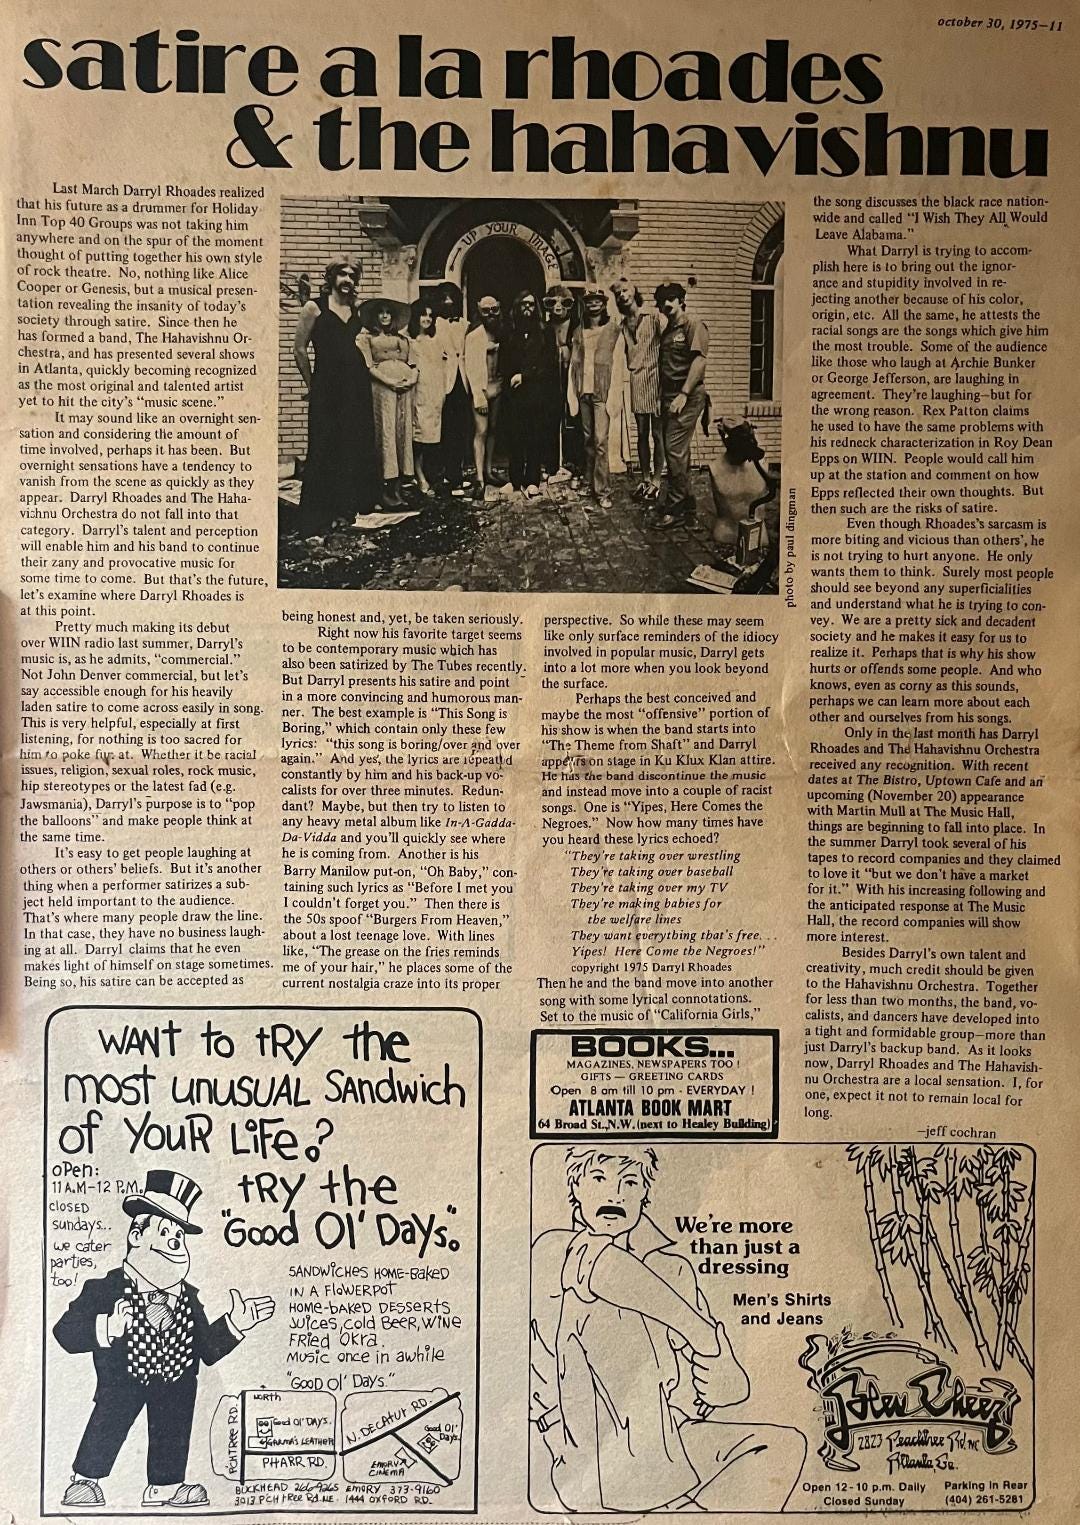 october 30, 1975—11
satire a la rhoades
& the hahavishnu
Last March Darryl Rhoades realized
that his future as a drummer for Holiday
Inn Top 40 Groups was not taking him
anywhere and on the spur of the moment
thought of putting together his own style
of rock theatre. No, nothing like Alice
Cooper or Genesis, but a musical presen-
tation revealing the insanity of today's
society through satire. Since then he
has formed a band, The Hahavishnu Or-
chestra, and has presented several shows
in Atlanta, quickly becoming recognized
as the most original and talented artist
yet to hit the city's "music scene."
It may sound like an overnight sen-
sation and considering the amount of
time involved, perhaps it has been. But
overnight sensations have a tendency to
vanish from the scene as quickly as they
appear. Darryl Rhoades and The Haha-
vishnu Orchestra do not fall into that
category. Darryl's talent and perception
will enable him and his band to continue
their zany and provocative music for
some time to come. But that's the future,
let's examine where Darryl Rhoades is
at this point.
Pretty much making its debut
over WIIN radio last summer, Darryl's
music is, as he admits, "commercial."
Not John Denver commercial, but let's
say accessible enough for his heavily
laden satire to come across easily in song.
This is very helpful, especially at first
listening, for nothing is too sacred for
him to poke fun at. Whether it be racial
issues, religion, sexual roles, rock music,
hip stereotypes or the latest fad (e.g.
Jawsmania), Darryl's purpose is to "pop
the balloons" and make people think at
the same time.
It's easy to get people laughing at
others or others' beliefs. But it's another
thing when a performer satirizes a sub-
ject held important to the audience.
That's where many people draw the line.
In that case, they have no business laugh-
ing at all. Darryl claims that he even
makes light of himself on stage sometimes.
Being so, his satire can be accepted as
UP YOUR IMAGE
photo by paul dingman
being honest and, yet, be taken seriously.
Right now his favorite target seems
to be contemporary music which has
also been satirized by The Tubes recently.
But Darryl presents his satire and point
in a more convincing and humorous man-
ner. The best example is "This Song is
Boring," which contain only these few
lyrics: "this song is boring/over and over
again." And yes, the lyrics are repeated
constantly by him and his back-up vo-
calists for over three minutes. Redun-
dant? Maybe, but then try to listen to
any heavy metal album like In-A-Gadda-
Da-Vidda and you'll quickly see where
he is coming from. Another is his
Barry Manilow put-on, "Oh Baby," con-
taining such lyrics as "Before I met you
I couldn't forget you." Then there is
the 50s spoof "Burgers From Heaven,"
about a lost teenage love. With lines
like, "The grease on the fries reminds
me of your hair," he places some of the
current nostalgia craze into its proper
perspective. So while these may seem
like only surface reminders of the idiocy
involved in popular music, Darryl gets
into a lot more when you look beyond
the surface.
Perhaps the best conceived and
maybe the most "offensive" portion of
his show is when the band starts into
"The Theme from Shaft" and Darryl
appears on stage in Ku Klux Klan attire.
He has the band discontinue the music
and instead move into a couple of racist
songs. One is "Yipes, Here Comes the
Negroes." Now how many times have
you heard these lyrics echoed?
"They're taking over wrestling
They're taking over baseball
They're taking over my TV
They're making babies for
the welfare lines
They want everything that's free. . .
Yipes! Here Come the Negroes!"
copyright 1975 Darryl Rhoades
Then he and the band move into another
song with some lyrical connotations.
Set to the music of "California Girls,"
the song discusses the black race nation-
wide and called "I Wish They All Would
Leave Alabama."
What Darryl is trying to accom-
plish here is to bring out the ignor-
ance and stupidity involved in re-
jecting another because of his color,
origin, etc. All the same, he attests the
racial songs are the songs which give him
the most trouble. Some of the audience
like those who laugh at Archie Bunker
or George Jefferson, are laughing in
agreement. They're laughing—but for
the wrong reason. Rex Patton claims
he used to have the same problems with
his redneck characterization in Roy Dean
Epps on WIIN. People would call him
up at the station and comment on how
Epps reflected their own thoughts. But
then such are the risks of satire.
Even though Rhoades's sarcasm is
more biting and vicious than others', he
is not trying to hurt anyone. He only
wants them to think. Surely most people
should see beyond any superficialities
and understand what he is trying to con-
vey. We are a pretty sick and decadent
society and he makes it easy for us to
realize it. Perhaps that is why his show
hurts or offends some people. And who
knows, even as corny as this sounds,
perhaps we can learn more about each
other and ourselves from his songs.
Only in the last month has Darryl
Rhoades and The Hahavishnu Orchestra
received any recognition. With recent
dates at The Bistro, Uptown Cafe and an
upcoming (November 20) appearance
with Martin Mull at The Music Hall,
things are beginning to fall into place. In
the summer Darryl took several of his
tapes to record companies and they claimed
to love it "but we don't have a market
for it." With his increasing following and
the anticipated response at The Music
Hall, the record companies will show
more interest.
Besides Darryl's own talent and
creativity, much credit should be given
to the Hahavishnu Orchestra. Together
for less than two months, the band, vo-
calists, and dancers have developed into
a tight and formidable group—more than
just Darryl's backup band. As it looks
now, Darryl Rhoades and The Hahavish-
nu Orchestra are a local sensation. I, for
one, expect it not to remain local for
long.
—jeff cochran
WANT to tRY the
most UNUSUAL Sandwich
of YOUR LiFe?
tRY the
"Good Ol' Days."
oPen:
11 A.M-12 P.M.
closed
sundays...
we cater
parties,
too!
SANDWICHES HOME-BAKED
IN A FLOWERPOT
HOME-BAKED DESSERTS
JUICES, COLD BEER, WINE
FRIED OKRA.
MUSIC ONCE IN AWHILE
"GOOD Ol' DAYS."
NORTH
PCHTREE RD.
Good Ol' DAYS.
LEATHER
PHARR RD.
N. DECATUR RD.
Good Ol' Days.
EMORY CINEMA
BUCKHEAD 266-9265 EMORY 373-9160
3013 PCHTREE Rd. NE. 1444 OXFORD RD.
BOOKS...
MAGAZINES, NEWSPAPERS TOO !
GIFTS — GREETING CARDS
Open 8 am till 10 pm - EVERYDAY !
ATLANTA BOOK MART
64 Broad St.,N.W.(next to Healey Building)
We're more
than just a
dressing
Men's Shirts
and Jeans
Bleu Cheez
2823 Peachtree Rd. NE
Atlanta, Ga.
Open 12-10 p.m. Daily
Closed Sunday
Parking in Rear
(404) 261-5281